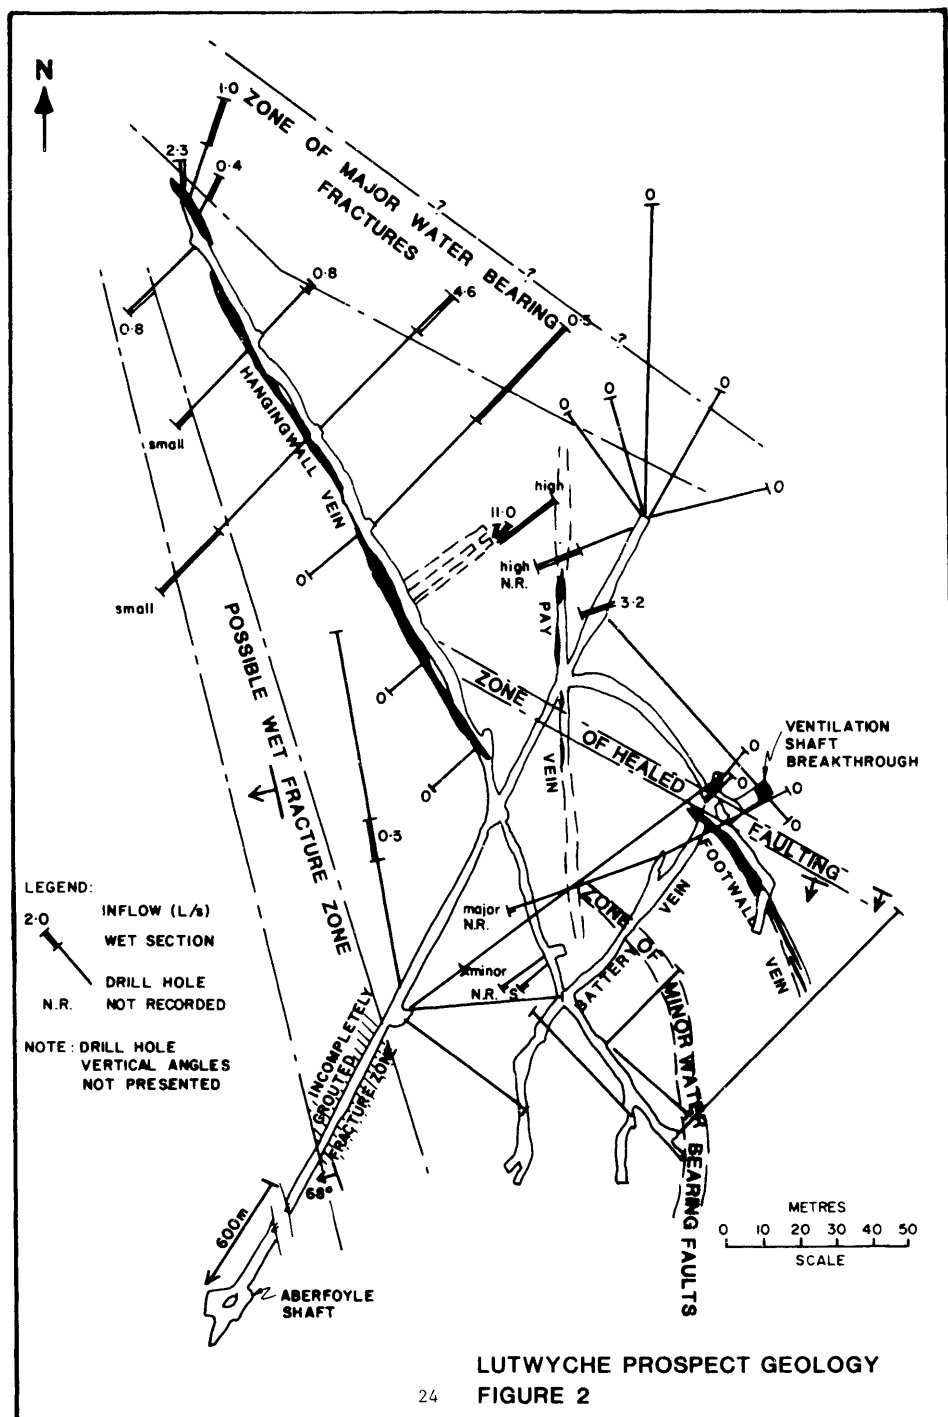 N
1·0
ZONE OF MAJOR WATER BEARING
FRACTURES
2·3
0·4
0
?
?
?
0·8
0·8
4·6
0·5
0
0
0
small
HANGINGWALL VEIN
high
11·0
0
high
N.R.
0
small
3·2
PAY
VEIN
POSSIBLE WET FRACTURE ZONE
ZONE
OF HEALED
FAULTING
0
VENTILATION
SHAFT
BREAKTHROUGH
0
0
0
0
0
0·3
FOOTWALL
VEIN
LEGEND:
2·0
INFLOW (L/s)
WET SECTION
DRILL HOLE
N.R. NOT RECORDED
NOTE: DRILL HOLE
VERTICAL ANGLES
NOT PRESENTED
major
N.R.
minor
N.R.
S
BATTERY
VEIN
ZONE OF
MINOR WATER
BEARING FAULTS
INCOMPLETELY
GROUTED
FRACTURE ZONE
68°
600m
ABERFOYLE
SHAFT
METRES
0 10 20 30 40 50
SCALE
LUTWYCHE PROSPECT GEOLOGY
24 FIGURE 2